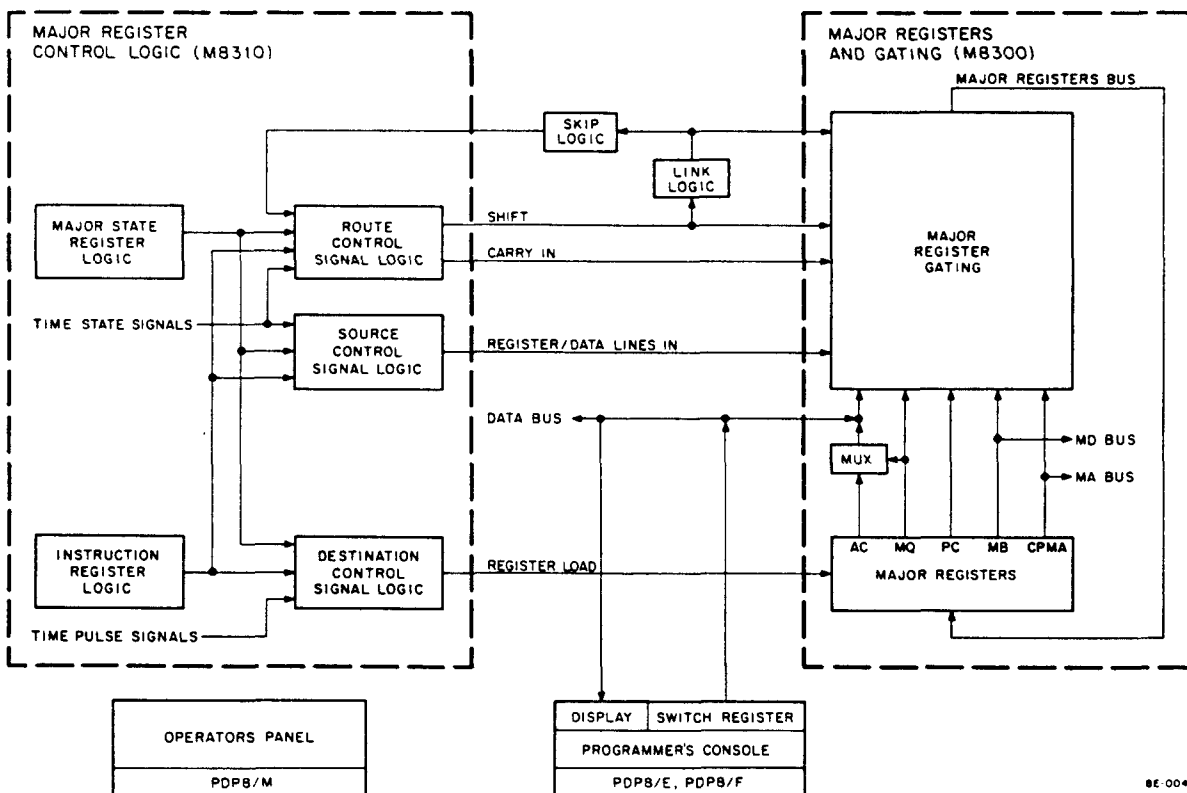 MAJOR REGISTER
CONTROL LOGIC (M8310)
MAJOR REGISTERS
AND GATING (M8300)
MAJOR REGISTERS BUS
SKIP
LOGIC
LINK
LOGIC
MAJOR STATE
REGISTER
LOGIC
ROUTE
CONTROL
SIGNAL LOGIC
SHIFT
CARRY IN
MAJOR
REGISTER
GATING
TIME STATE SIGNALS
SOURCE
CONTROL
SIGNAL LOGIC
REGISTER/DATA LINES IN
DATA BUS
MUX
MD BUS
MA BUS
INSTRUCTION
REGISTER
LOGIC
DESTINATION
CONTROL
SIGNAL LOGIC
REGISTER LOAD
AC MQ PC MB CPMA
MAJOR REGISTERS
TIME PULSE SIGNALS
OPERATORS PANEL
PDP8/M
DISPLAY
SWITCH REGISTER
PROGRAMMER'S CONSOLE
PDP8/E, PDP8/F
8E-004